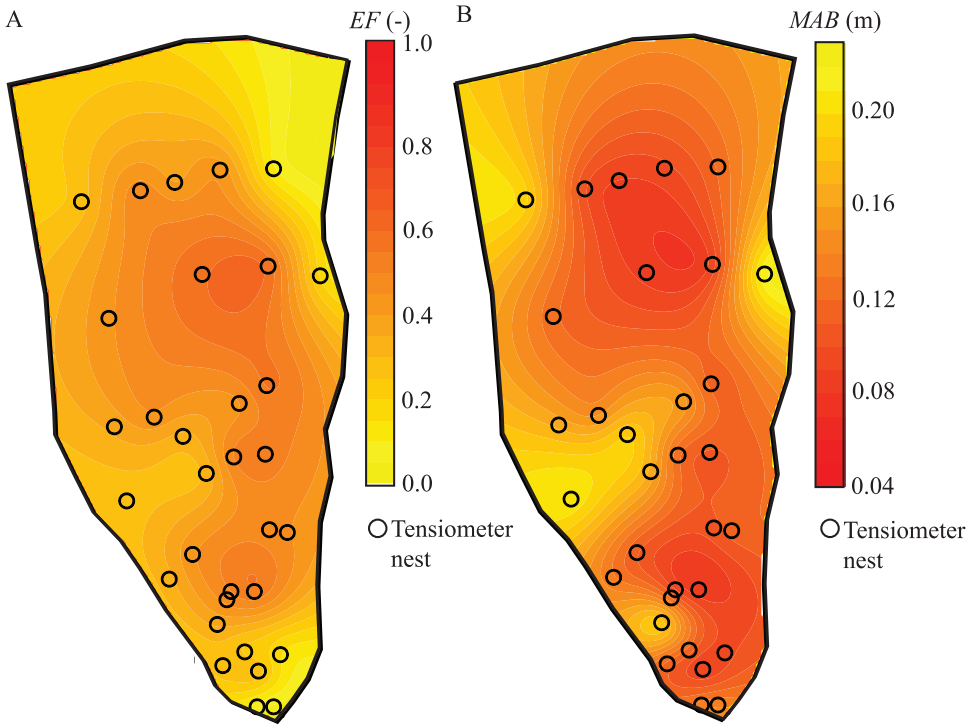 A
EF (-)
1.0
0.8
0.6
0.4
0.2
0.0
Tensiometer
nest
B
MAB (m)
0.20
0.16
0.12
0.08
0.04
Tensiometer
nest